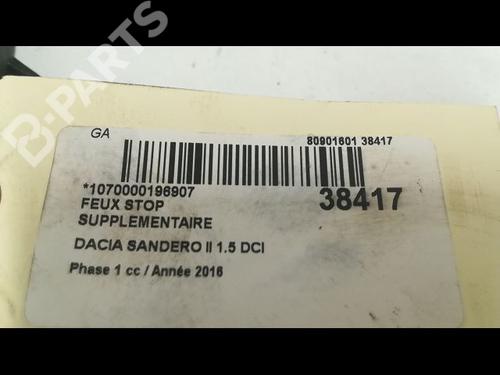 B-PARTS
GA
80901601 38417
*1070000196907
38417
FEUX STOP
SUPPLEMENTAIRE
DACIA SANDERO II 1.5 DCI
Phase 1 cc / Année 2016